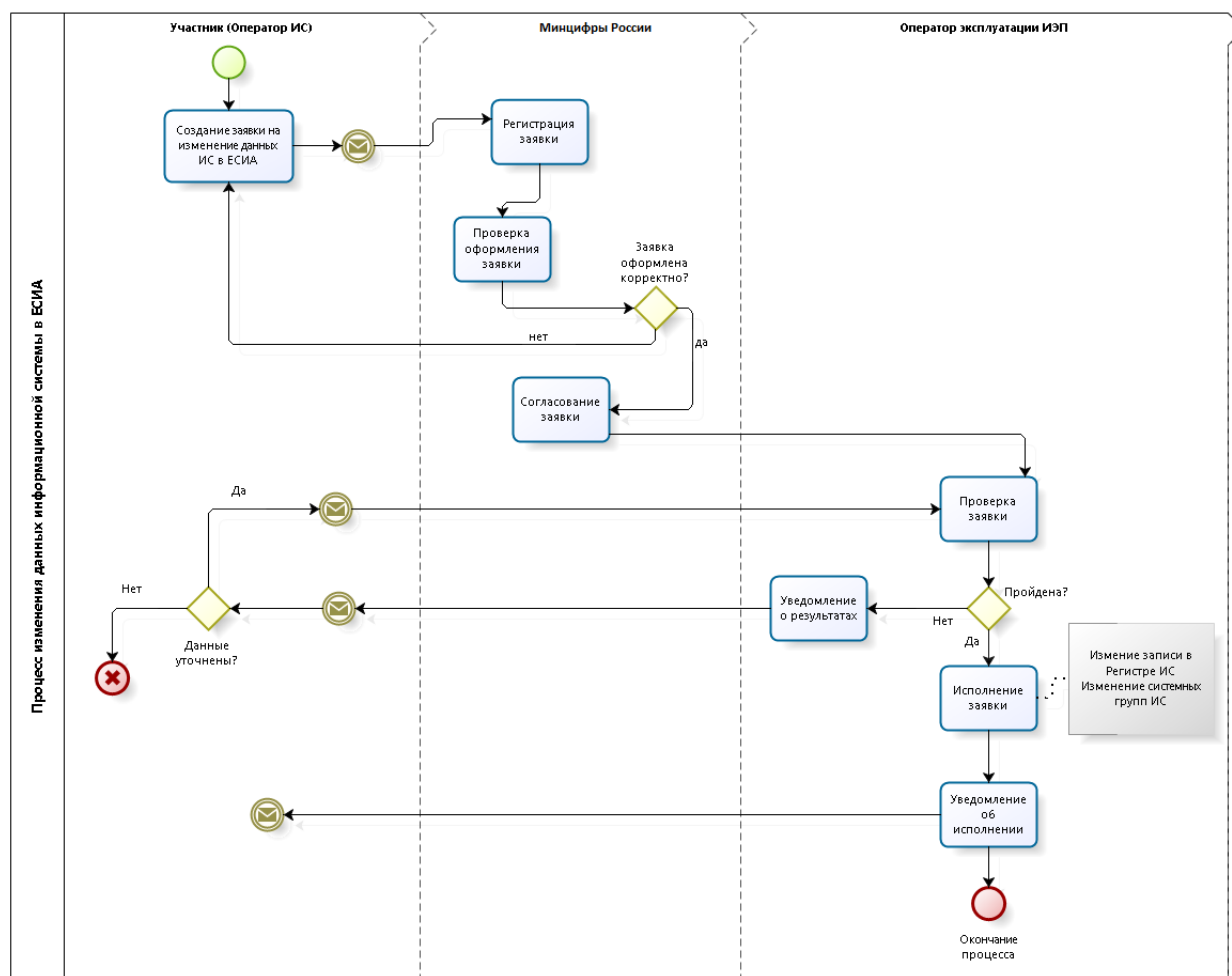 Процесс изменения данных информационной системы в ЕСИА
Участник (Оператор ИС)
Минцифры России
Оператор эксплуатации ИЭП
Создание заявки на
изменение данных
ИС в ЕСИА
Регистрация
заявки
Проверка
оформления
заявки
Заявка
оформлена
корректно?
нет
да
Согласование
заявки
Да
Проверка
заявки
Нет
Данные
уточнены?
Уведомление
о результатах
Нет
Пройдена?
Да
Исполнение
заявки
Измение записи в
Регистре ИС
Изменение системных
групп ИС
Уведомление
об
исполнении
Окончание
процесса